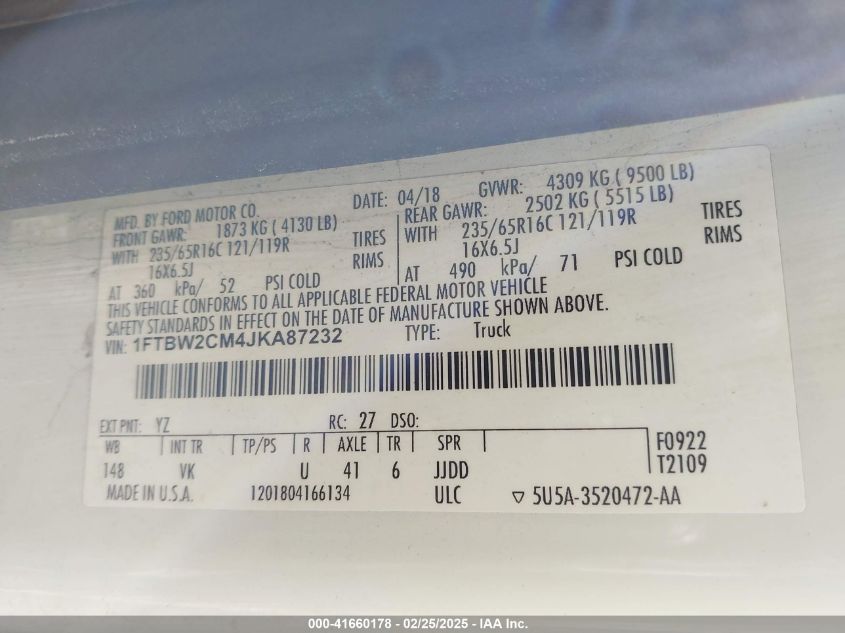 MFD. BY FORD MOTOR CO. DATE: 04/18 GVWR: 4309 KG ( 9500 LB)
FRONT GAWR: 1873 KG ( 4130 LB) REAR GAWR: 2502 KG ( 5515 LB)
WITH 235/65R16C 121/119R TIRES WITH 235/65R16C 121/119R TIRES
16X6.5J RIMS 16X6.5J RIMS
AT 360 kPa/ 52 PSI COLD AT 490 kPa/ 71 PSI COLD
THIS VEHICLE CONFORMS TO ALL APPLICABLE FEDERAL MOTOR VEHICLE
SAFETY STANDARDS IN EFFECT ON THE DATE OF MANUFACTURE SHOWN ABOVE.
VIN: 1FTBW2CM4JKA87232 TYPE: Truck
EXT PNT: YZ RC: 27 DSO:
WB INT TR TP/PS R AXLE TR SPR F0922
148 VK U 41 6 JJDD T2109
MADE IN U.S.A. 1201804166134 ULC ▽ 5U5A-3520472-AA
000-41660178 - 02/25/2025 - IAA Inc.